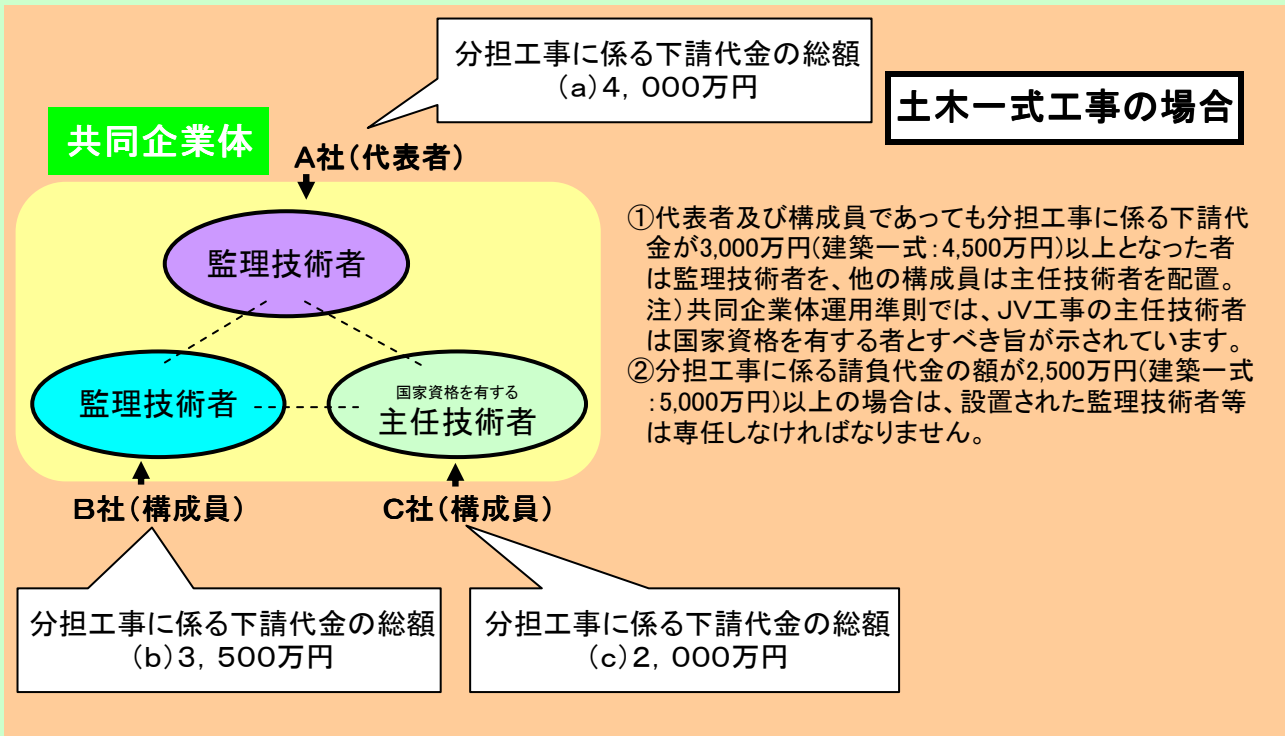 分担工事に係る下請代金の総額
(a)4，000万円
土木一式工事の場合
共同企業体
A社(代表者)
監理技術者
監理技術者
国家資格を有する
主任技術者
B社(構成員)
C社(構成員)
分担工事に係る下請代金の総額
(b)3，500万円
分担工事に係る下請代金の総額
(c)2，000万円
①代表者及び構成員であっても分担工事に係る下請代
金が3,000万円(建築一式：4,500万円)以上となった者
は監理技術者を、他の構成員は主任技術者を配置。
注)共同企業体運用準則では、JV工事の主任技術者
は国家資格を有する者とすべき旨が示されています。
②分担工事に係る請負代金の額が2,500万円(建築一式
：5,000万円)以上の場合は、設置された監理技術者等
は専任しなければなりません。